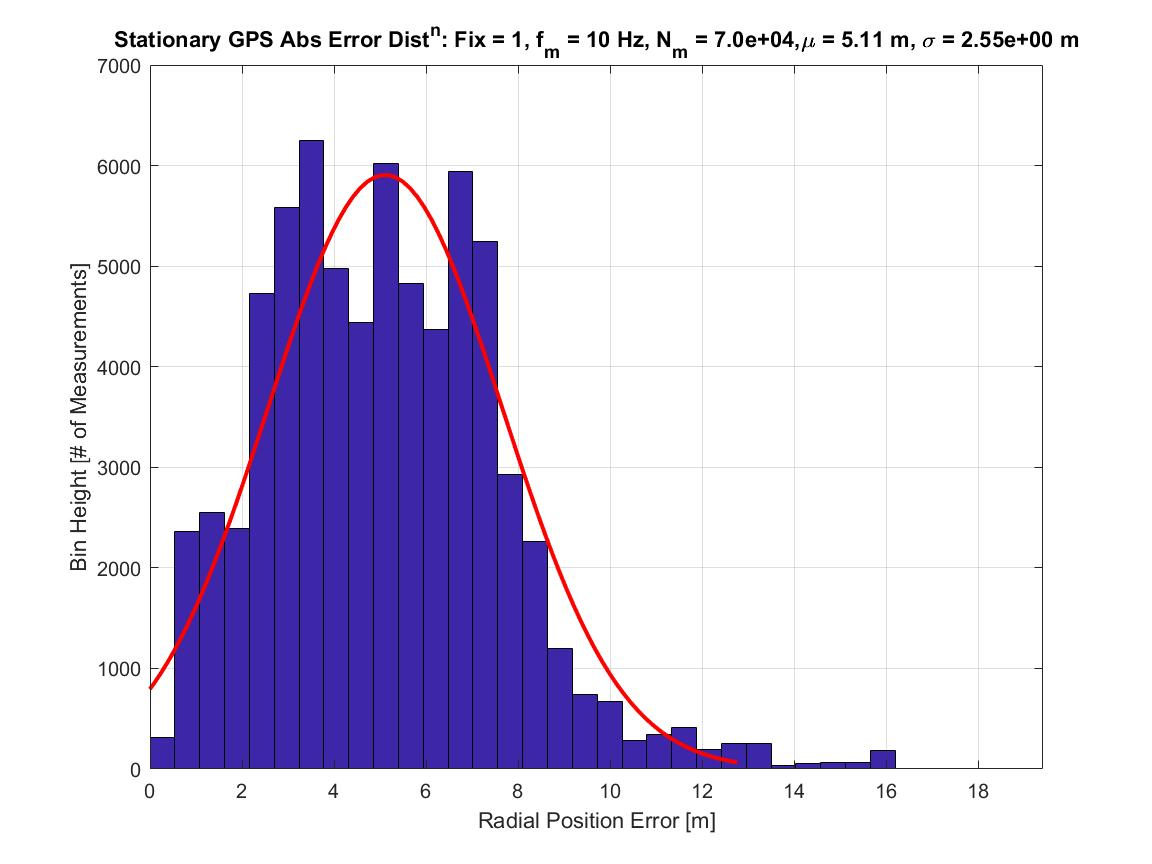 Stationary GPS Abs Error Distⁿ: Fix = 1, fₘ = 10 Hz, Nₘ = 7.0e+04,μ = 5.11 m, σ = 2.55e+00 m
7000
6000
5000
4000
3000
2000
1000
0
Bin Height [# of Measurements]
0 2 4 6 8 10 12 14 16 18
Radial Position Error [m]